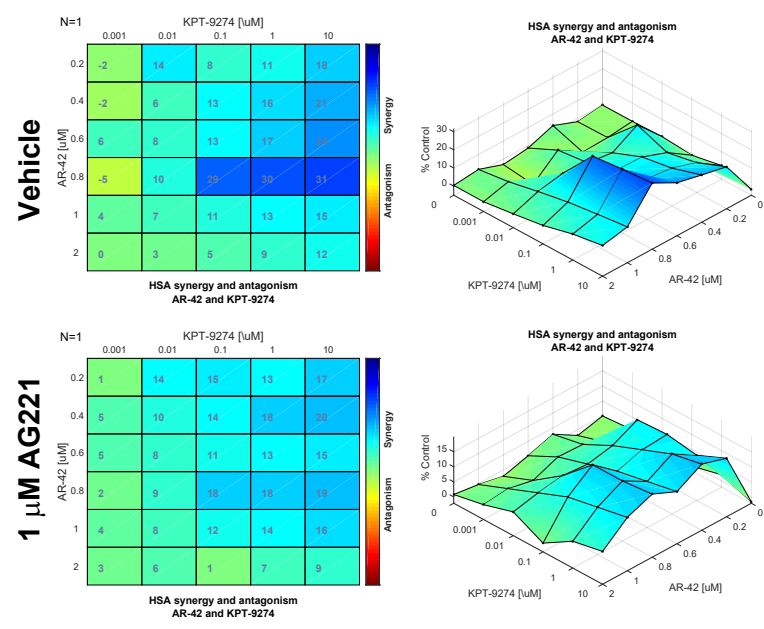 Vehicle
N=1
KPT-9274 [\uM]
0.001 0.01 0.1 1 10
AR-42 [uM]
0.2 -2 14 8 11 18
0.4 -2 6 13 16 21
0.6 6 8 13 17
0.8 -5 10 29 30 31
1 4 7 11 13 15
2 0 3 5 9 12
Antagonism Synergy
HSA synergy and antagonism
AR-42 and KPT-9274
HSA synergy and antagonism
AR-42 and KPT-9274
% Control
30
20
10
0
0 0.001 0.01 0.1 1 10
KPT-9274 [\uM]
2 1 0.8 0.6 0.4 0.2 0
AR-42 [uM]
1 μM AG221
N=1
KPT-9274 [\uM]
0.001 0.01 0.1 1 10
AR-42 [uM]
0.2 1 14 15 13 17
0.4 5 10 14 18 20
0.6 5 8 11 13 15
0.8 2 9 18 18 19
1 4 8 12 14 16
2 3 6 1 7 9
Antagonism Synergy
HSA synergy and antagonism
AR-42 and KPT-9274
HSA synergy and antagonism
AR-42 and KPT-9274
% Control
15
10
5
0
0 0.001 0.01 0.1 1 10
KPT-9274 [\uM]
2 1 0.8 0.6 0.4 0.2 0
AR-42 [uM]